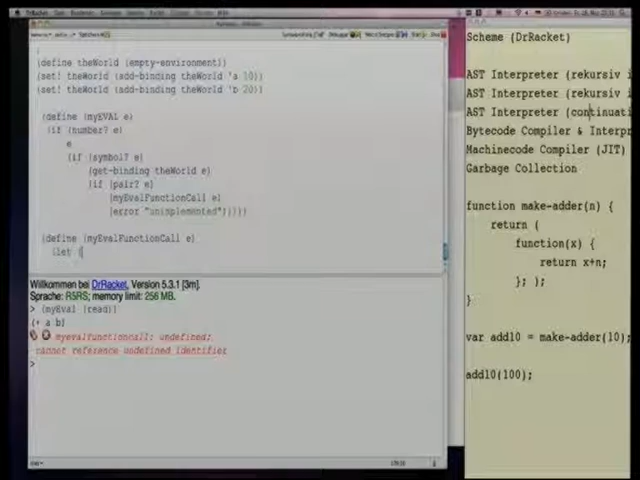 (define theWorld (empty-environment))
(set! theWorld (add-binding theWorld 'a 10))
(set! theWorld (add-binding theWorld 'b 20))
(define (myEVAL e)
(if (number? e)
e
(if (symbol? e)
(get-binding theWorld e)
(if (pair? e)
(myEvalFunctionCall e)
(error "unimplemented")))))
(define (myEvalFunctionCall e)
(let (
Willkommen bei DrRacket, Version 5.3.1 [3m].
Sprache: R5RS; memory limit: 256 MB.
> (myEval (read))
(+ a b)
myevalfunctioncall: undefined;
cannot reference undefined identifier
>
Scheme (DrRacket)
AST Interpreter (rekursiv i
AST Interpreter (rekursiv i
AST Interpreter (continuati
Bytecode Compiler & Interpr
Machinecode Compiler (JIT)
Garbage Collection
function make-adder(n) {
return (
function(x) {
return x+n;
}; );
}
var add10 = make-adder(10);
add10(100);